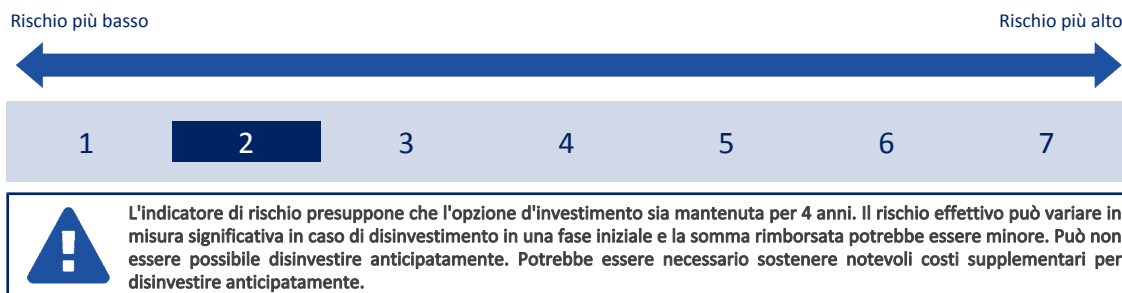 Rischio più basso Rischio più alto
1 2 3 4 5 6 7
L'indicatore di rischio presuppone che l'opzione d'investimento sia mantenuta per 4 anni. Il rischio effettivo può variare in
misura significativa in caso di disinvestimento in una fase iniziale e la somma rimborsata potrebbe essere minore. Può non
essere possibile disinvestire anticipatamente. Potrebbe essere necessario sostenere notevoli costi supplementari per
disinvestire anticipatamente.